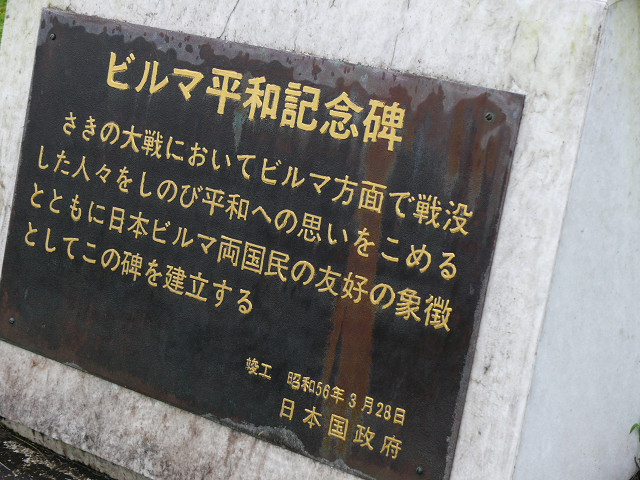 ビルマ平和記念碑
さきの大戦においてビルマ方面で戦没
した人々をしのび平和への思いをこめる
とともに日本ビルマ両国民の友好の象徴
としてこの碑を建立する
竣工 昭和56年3月28日
日本国政府